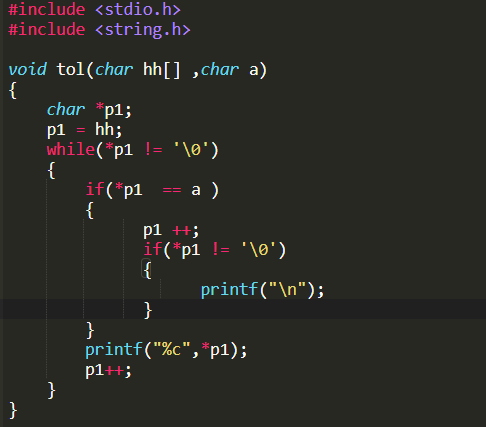 #include <stdio.h>
#include <string.h>

void tol(char hh[] ,char a)
{
    char *p1;
    p1 = hh;
    while(*p1 != '\0')
    {
        if(*p1  == a )
        {
              p1 ++;
              if(*p1 != '\0')
              {
                    printf("\n");
              }
        }
        printf("%c",*p1);
        p1++;
    }
}